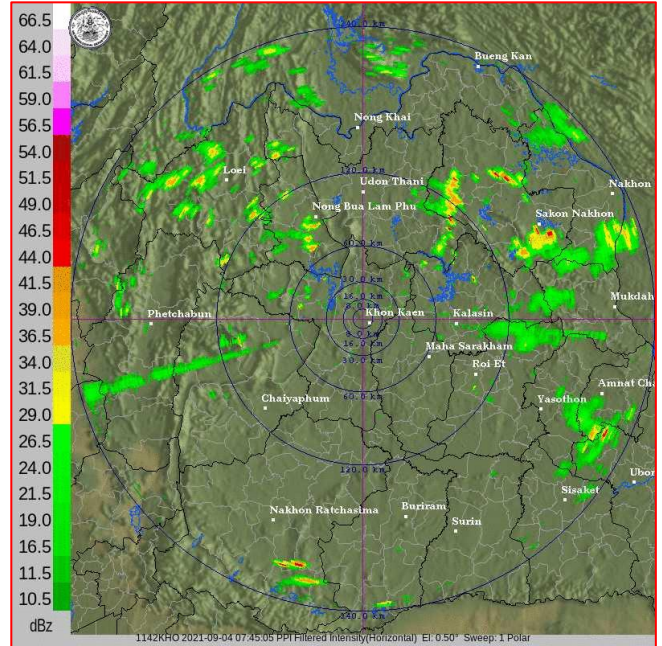 66.5
64.0
61.5
59.0
56.5
54.0
51.5
49.0
46.5
44.0
41.5
39.0
36.5
34.0
31.5
29.0
26.5
24.0
21.5
19.0
16.5
13.5
11.5
10.5
dBz
Bueng Kan
Nong Khai
Loei
Udon Thani
Nakhon
Nong Bua Lam Phu
Sakon Nakhon
60.0 km
30.0 km
Mukdah
Phetchabun
Khon Kaen
Kalasin
Maha Sarakham
30.0 km
Roi Et
60.0 km
Chaiyaphum
Yasothon
Amnat Cha
120.0 km
Ubon
Sisaket
Nakhon Ratchasima
Buriram
Surin
1142KHO 2021-09-04 07:45:05 PPI Filtered Intensity(Horizontal) El: 0.50° Sweep: 1 Polar